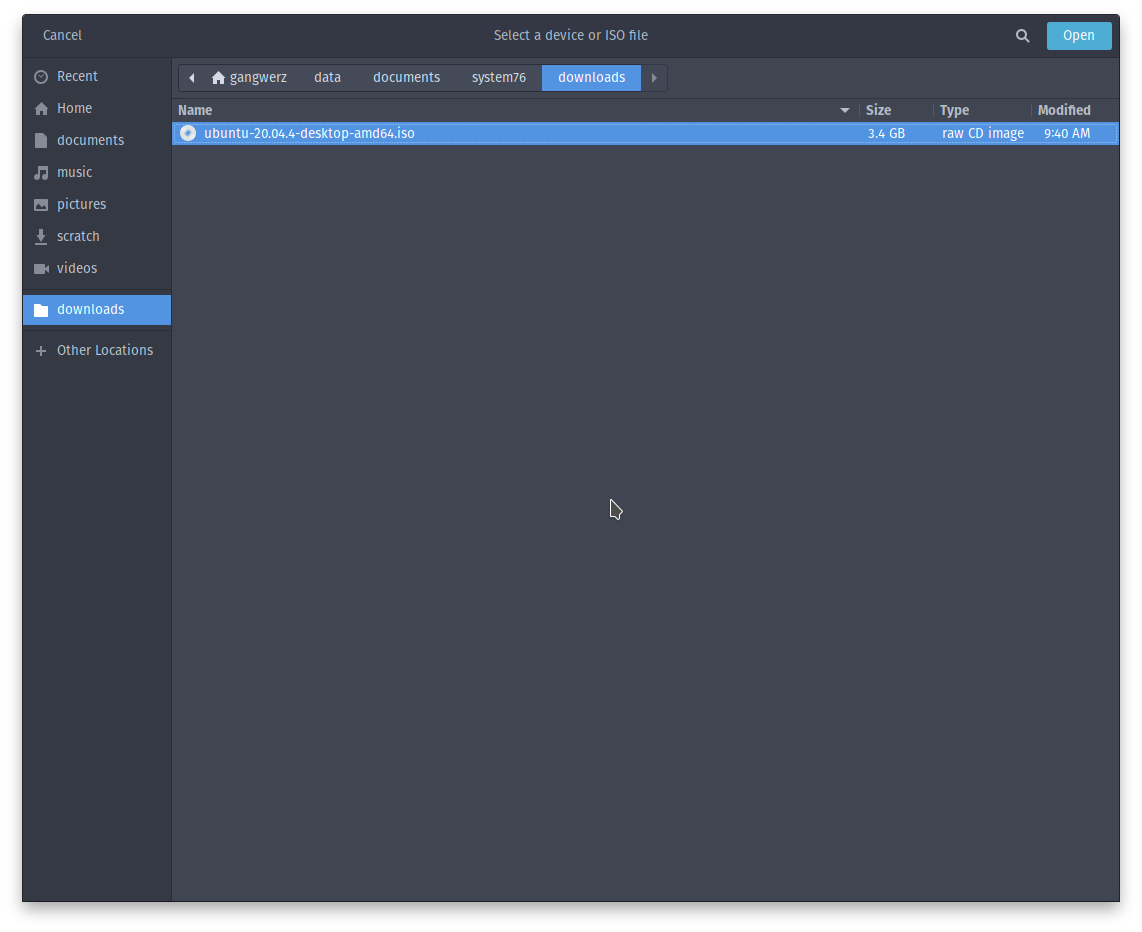 Cancel Select a device or ISO file Open
Recent
Home
documents
music
pictures
scratch
videos
downloads
Other Locations
gangwerz data documents system76 downloads
Name Size Type Modified
ubuntu-20.04.4-desktop-amd64.iso 3.4 GB raw CD image 9:40 AM